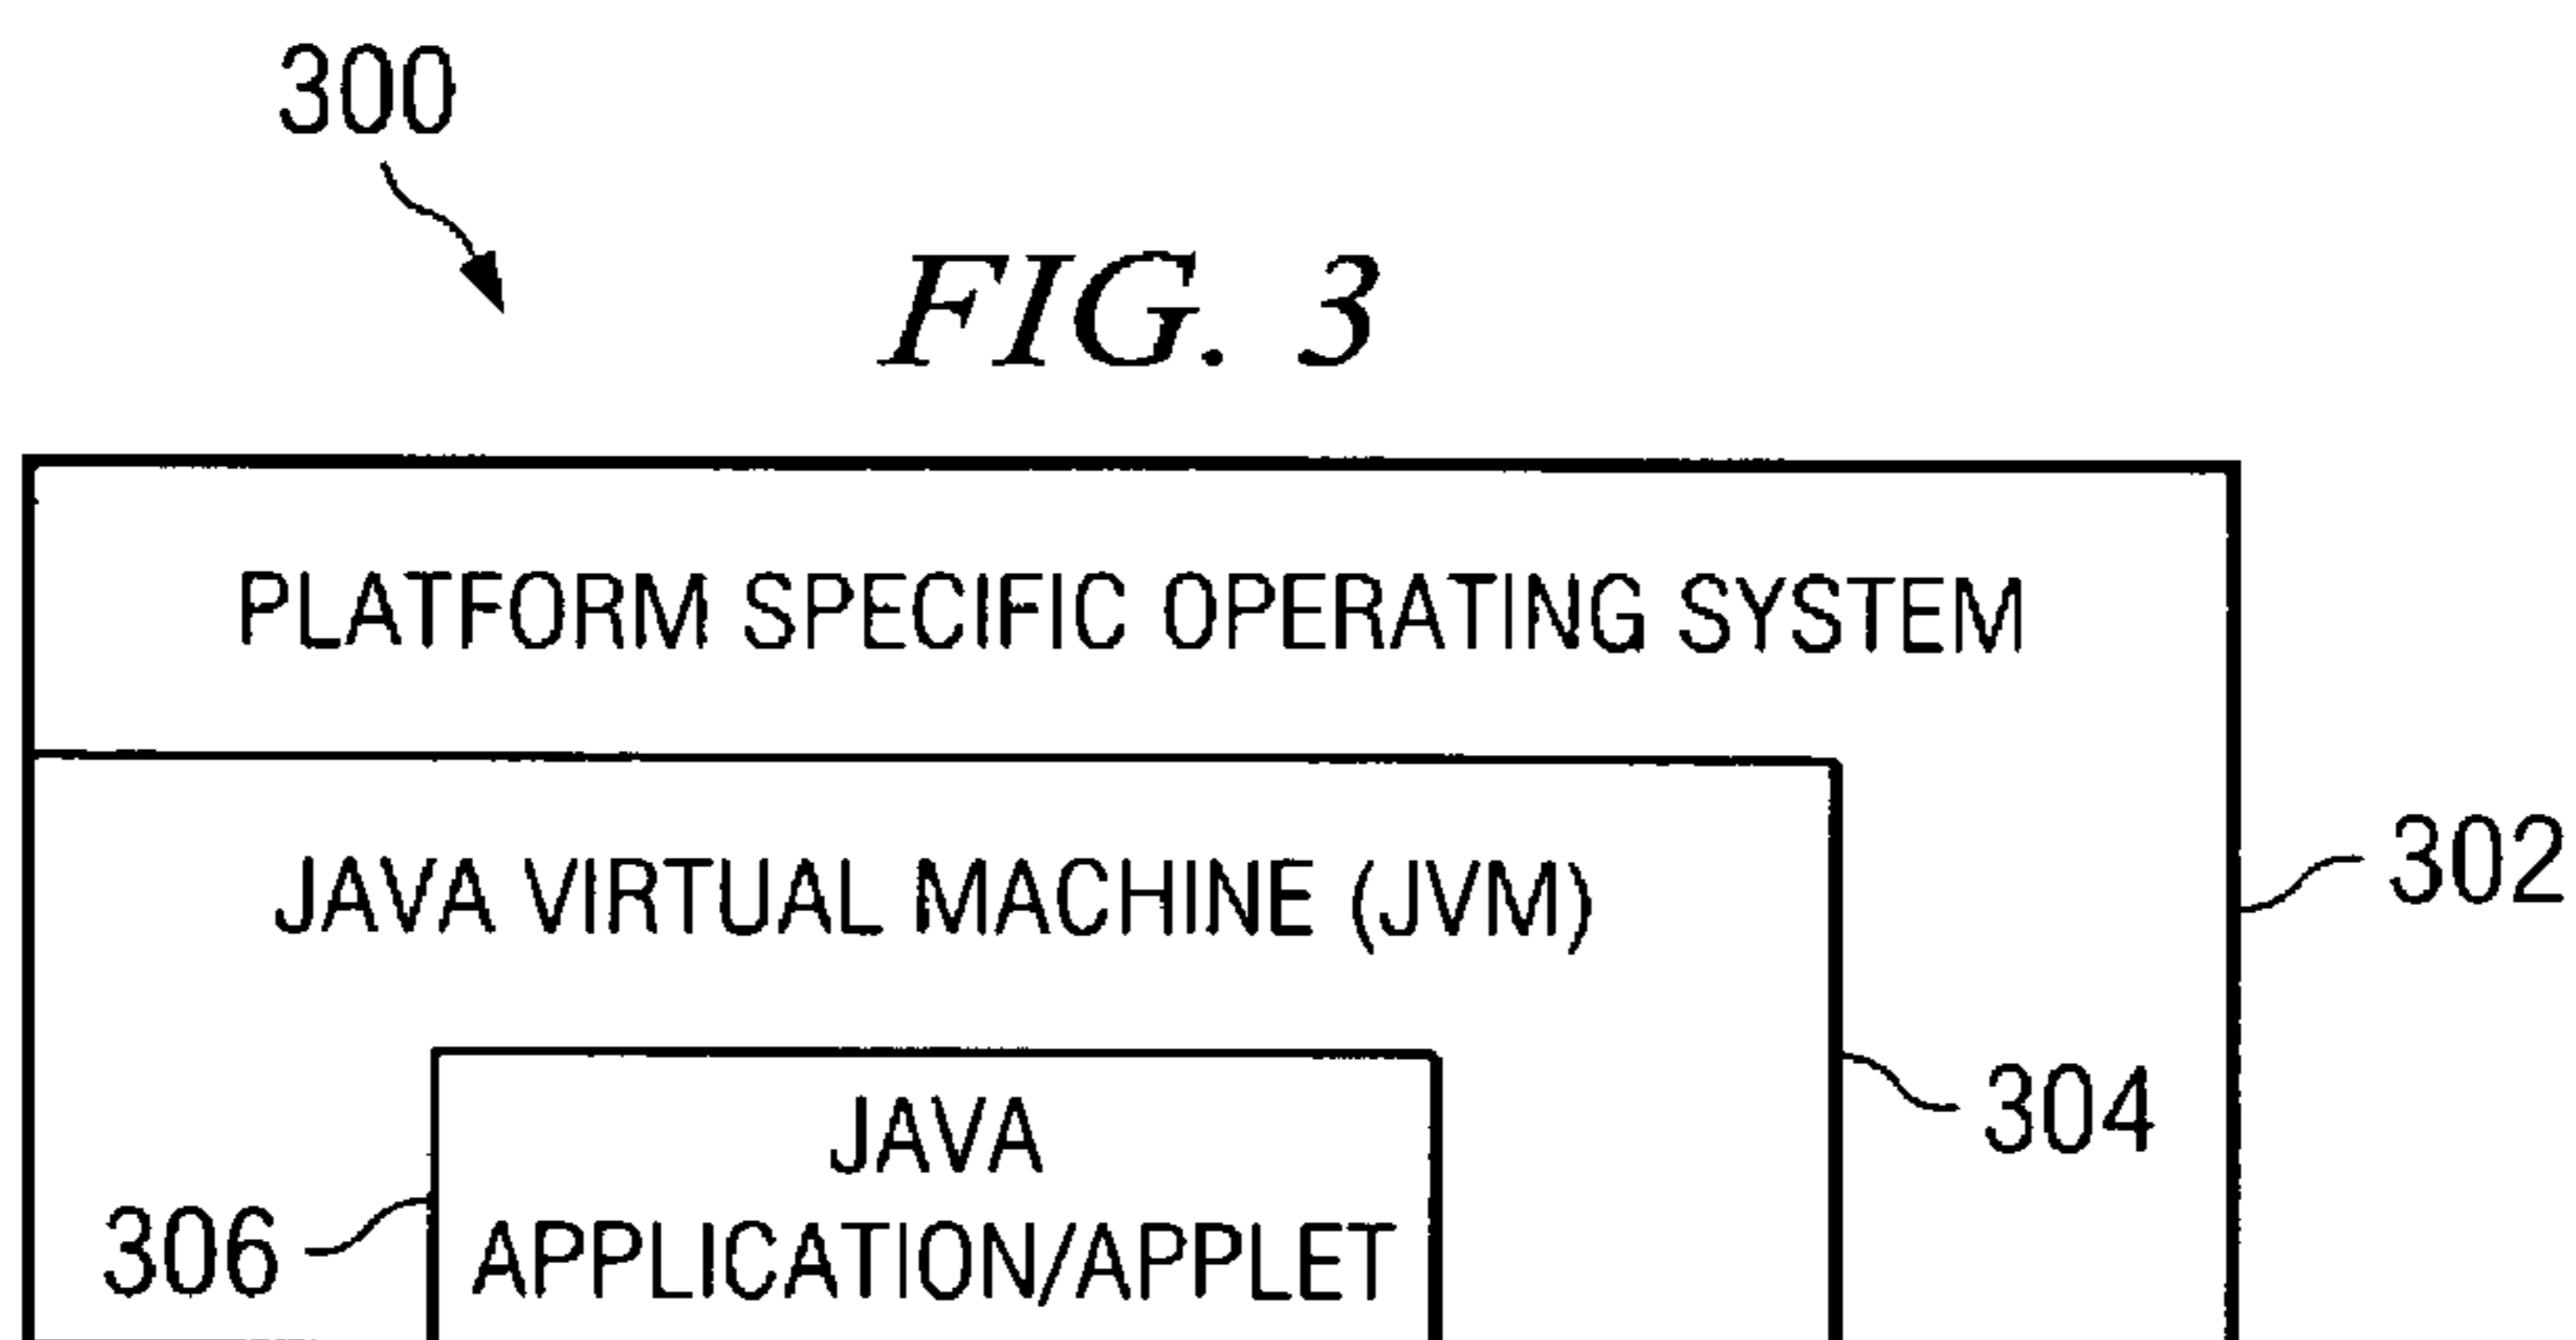 300
FIG. 3
PLATFORM SPECIFIC OPERATING SYSTEM
JAVA VIRTUAL MACHINE (JVM)
302
304
JAVA
306
APPLICATION/APPLET